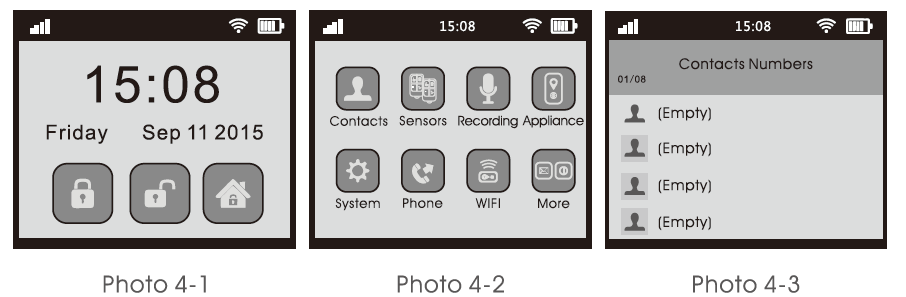 15:08
Friday Sep 11 2015
Photo 4-1
15:08
Contacts Sensors Recording Appliance
System Phone WIFI More
Photo 4-2
15:08
Contacts Numbers
01/08
(Empty)
(Empty)
(Empty)
(Empty)
Photo 4-3